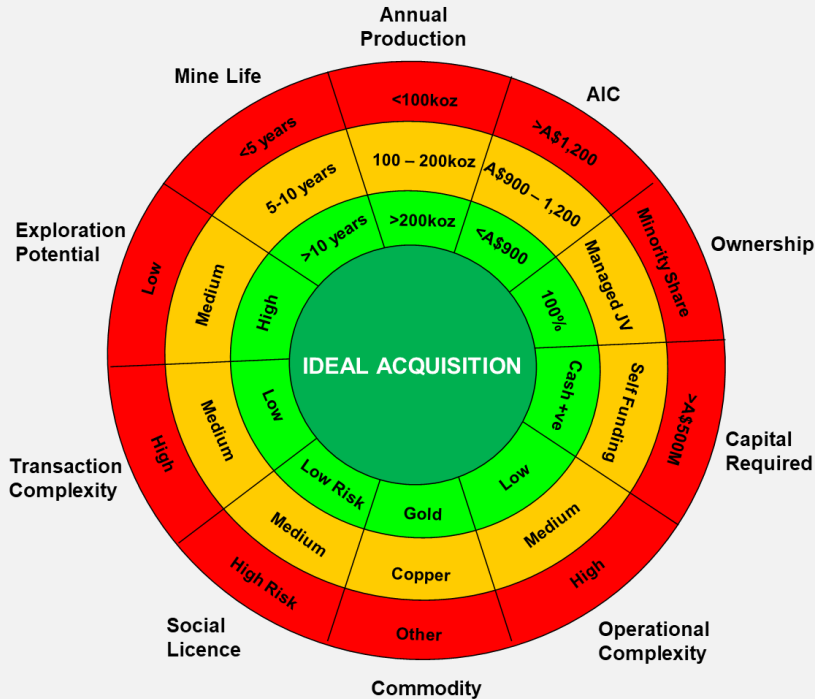 Annual
Production
Mine Life
AIC
Exploration
Potential
Ownership
Transaction
Complexity
Capital
Required
Social
Licence
Operational
Complexity
Commodity
<100koz
100 – 200koz
>200koz
>A$1,200
A$900 – 1,200
<A$900
Minority Share
Managed JV
100%
>A$500M
Self Funding
Cash +ve
High
Medium
Low
Other
Copper
Gold
High Risk
Medium
Low Risk
High
Medium
Low
Low
Medium
High
<5 years
5-10 years
>10 years
IDEAL ACQUISITION